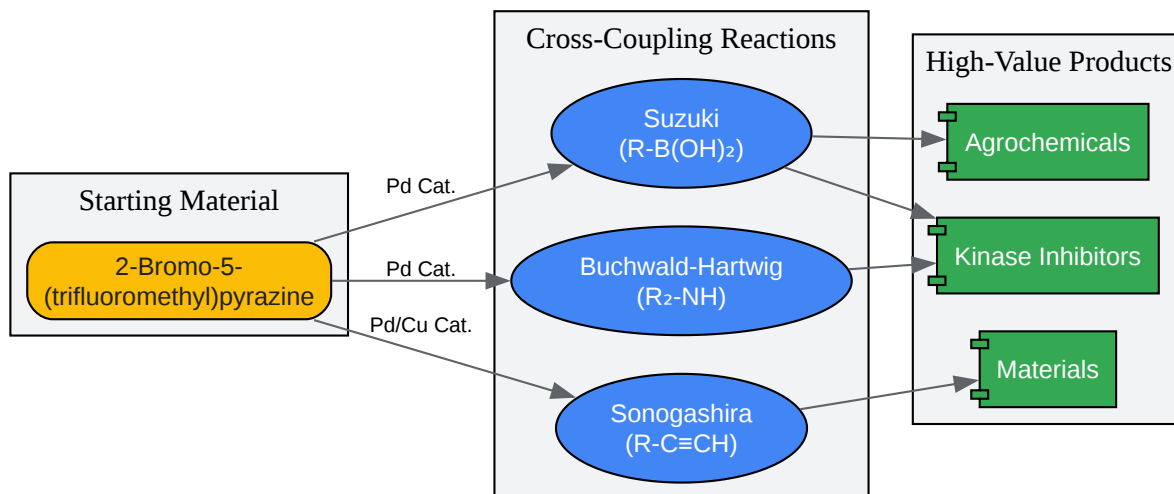 Starting Material
2-Bromo-5-
(trifluoromethyl)pyrazine
Pd Cat.
Pd Cat.
Pd/Cu Cat.
Cross-Coupling Reactions
Suzuki
(R-B(OH)₂)
Buchwald-Hartwig
(R₂-NH)
Sonogashira
(R-C≡CH)
High-Value Products
Agrochemicals
Kinase Inhibitors
Materials